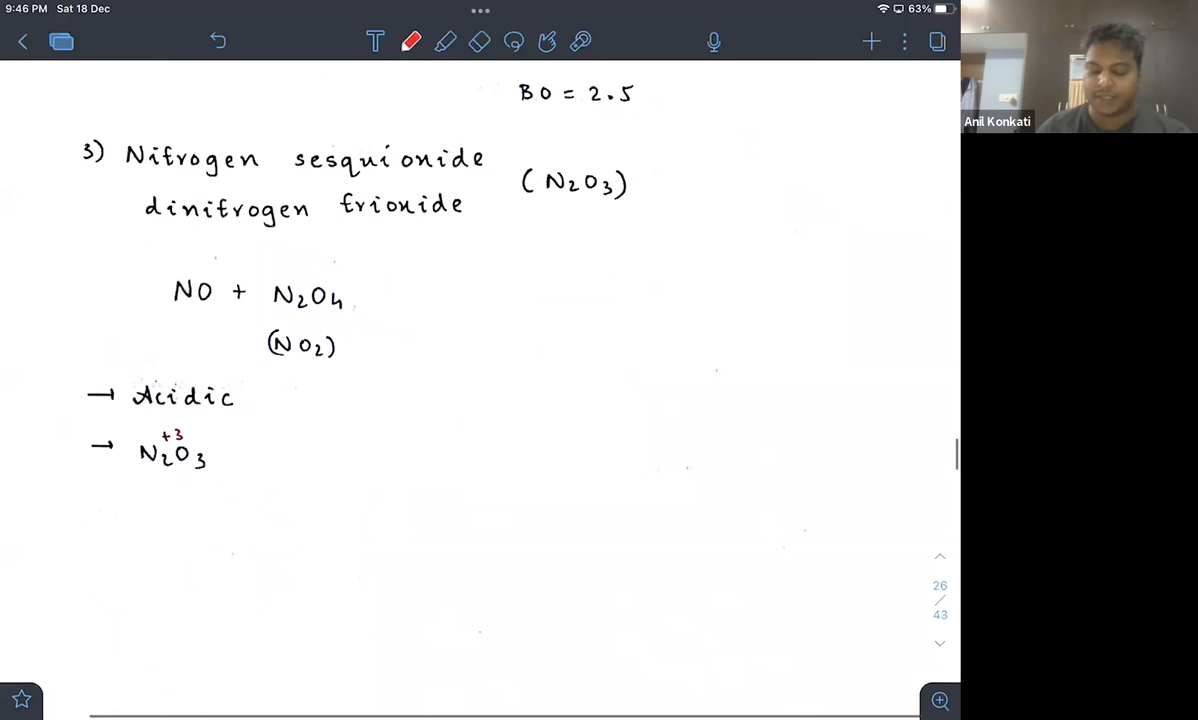 9:46 PM Sat 18 Dec
63%
BO = 2.5
3) Nitrogen sesquioxide
(N2O3)
dinitrogen trioxide
NO + N2O4
(NO2)
→ Acidic
+3
→ N2O3
26
/
43
Anil Konkati